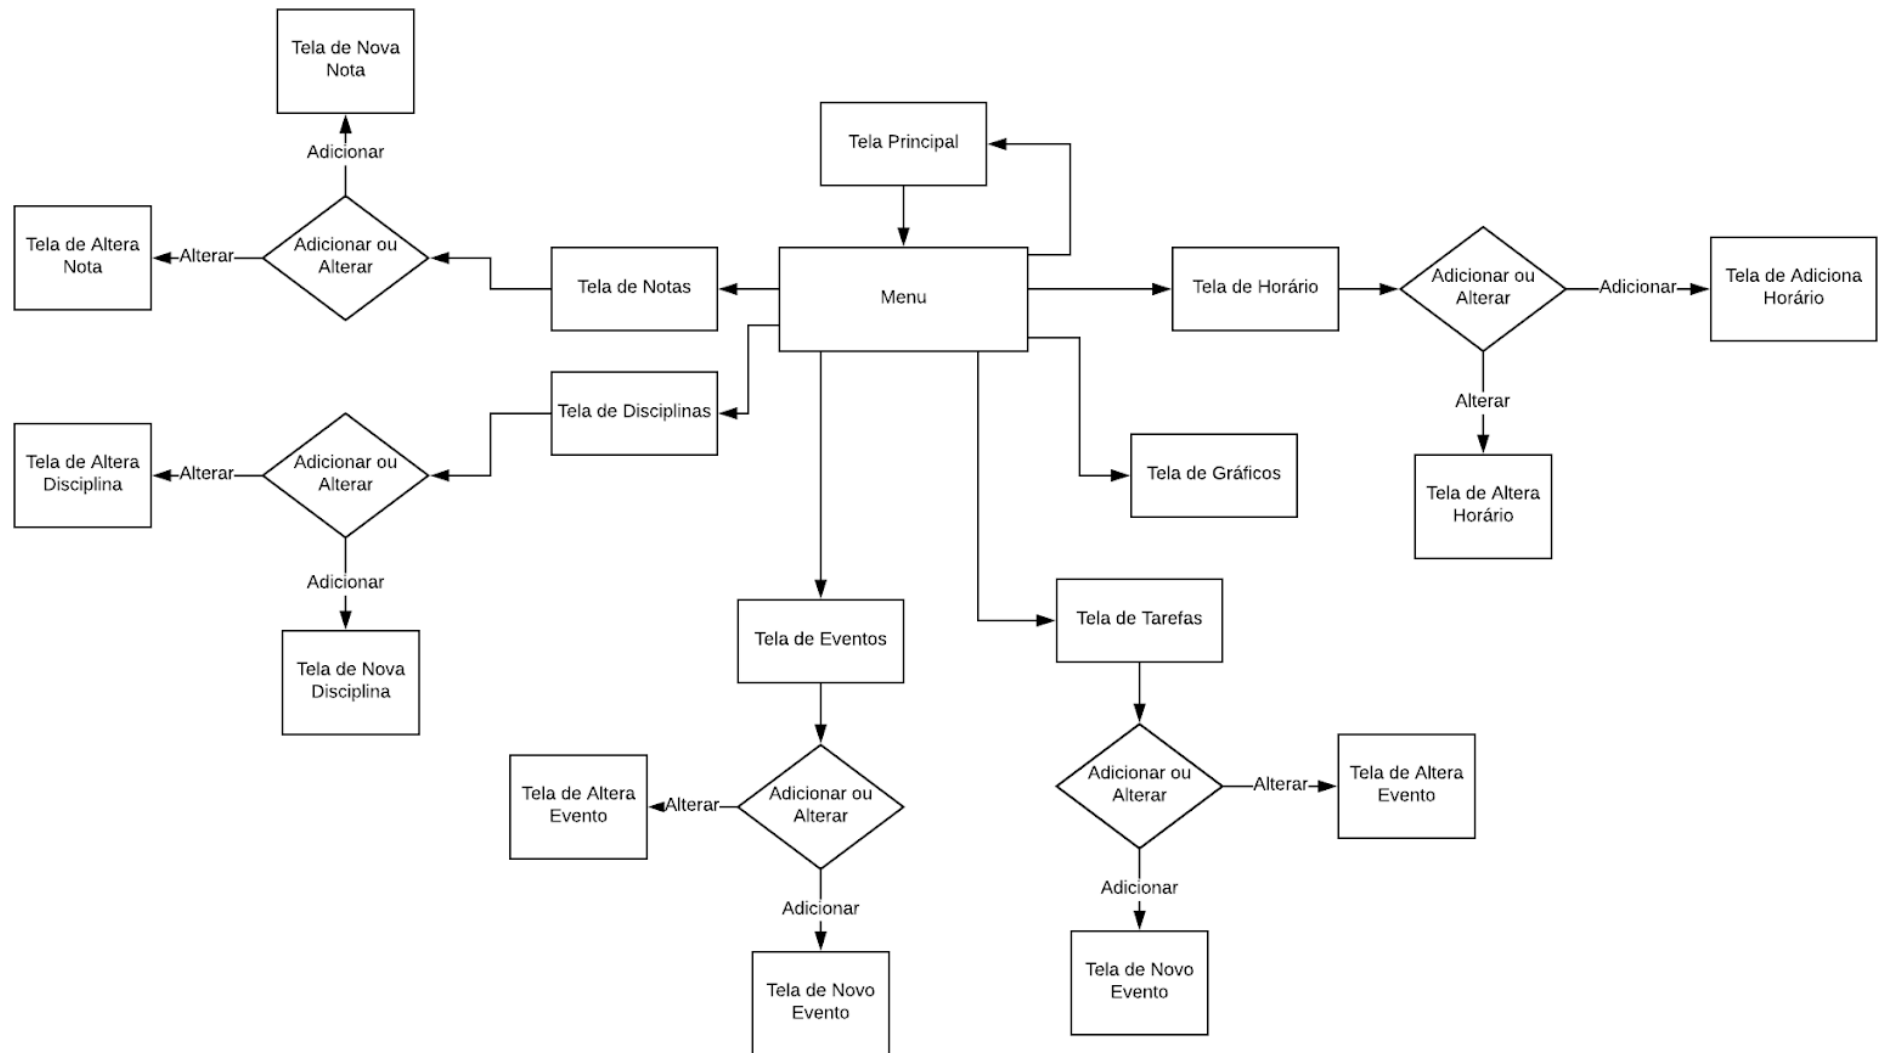 Tela de Nova
Nota
Adicionar
Tela Principal
Tela de Altera
Nota
Alterar
Adicionar ou
Alterar
Tela de Notas
Menu
Tela de Horário
Adicionar ou
Alterar
Adicionar
Tela de Adiciona
Horário
Alterar
Tela de Altera
Horário
Tela de Disciplinas
Tela de Altera
Disciplina
Alterar
Adicionar ou
Alterar
Adicionar
Tela de Nova
Disciplina
Tela de Gráficos
Tela de Eventos
Tela de Tarefas
Tela de Altera
Evento
Alterar
Adicionar ou
Alterar
Adicionar
Tela de Novo
Evento
Adicionar ou
Alterar
Alterar
Tela de Altera
Evento
Adicionar
Tela de Novo
Evento